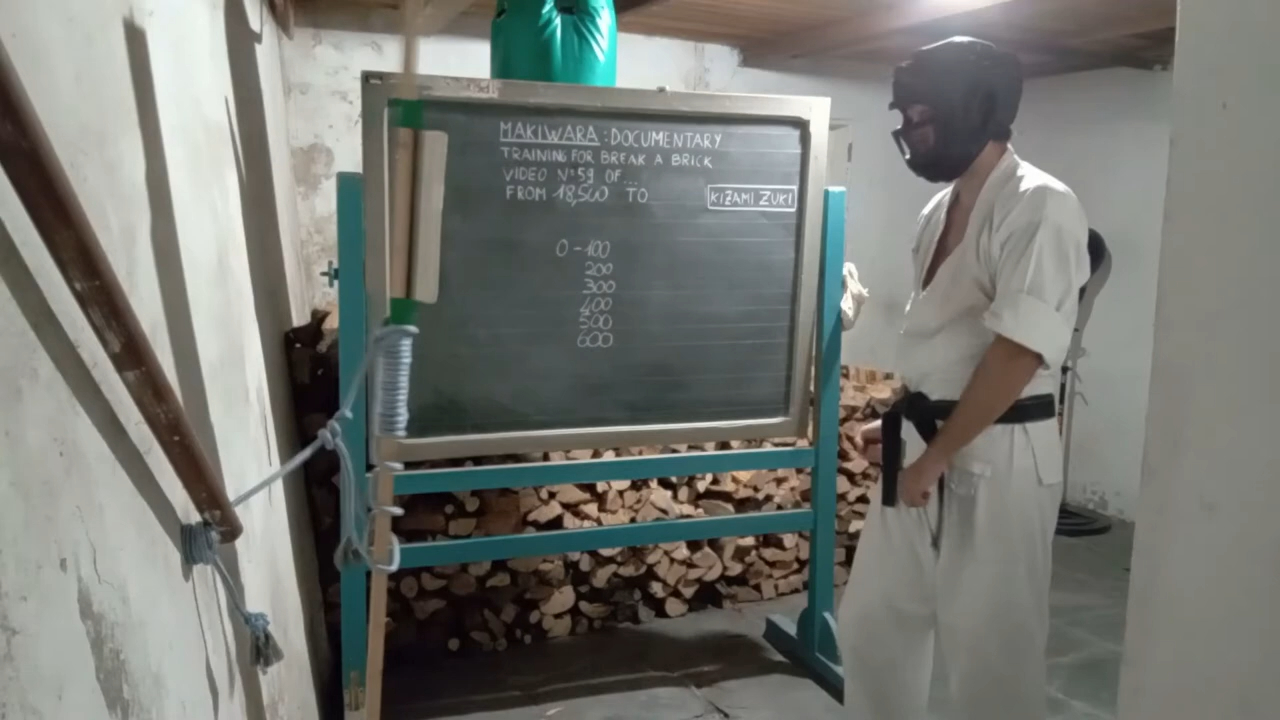 MAKIWARA : DOCUMENTARY
TRAINING FOR BREAK A BRICK
VIDEO N°59 OF...
FROM 18,500 TO
KIZAMI ZUKI
0-100
200
300
400
500
600